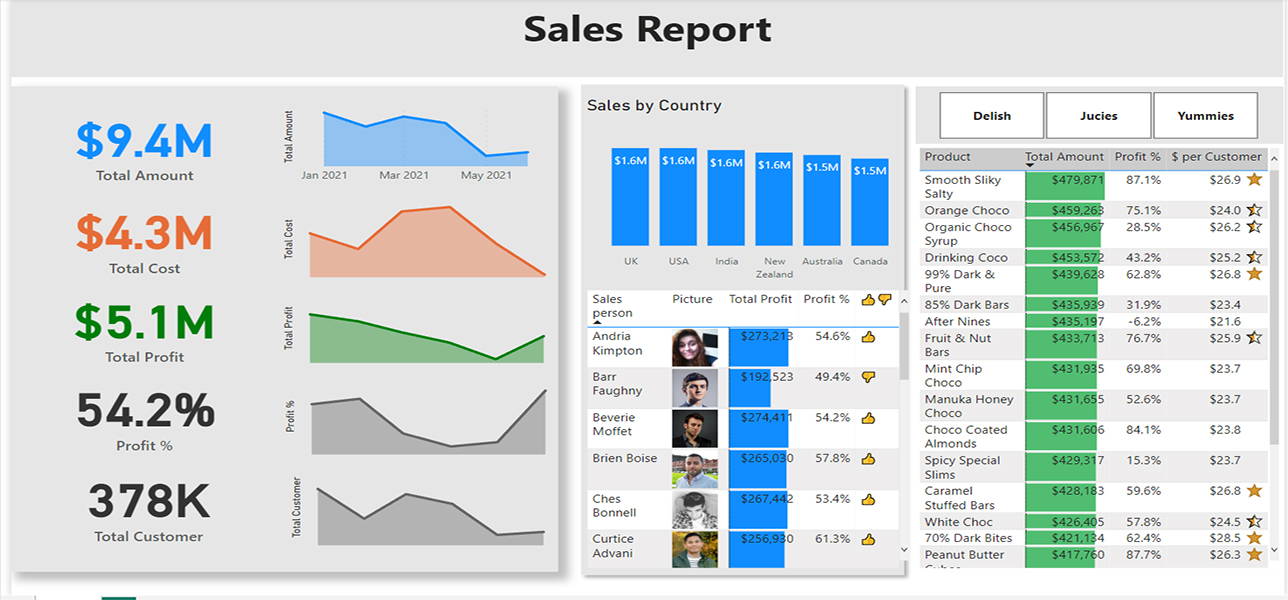 Sales Report
$9.4M
Total Amount
Total Amount
Jan 2021 Mar 2021 May 2021
$4.3M
Total Cost
Total Cost
$5.1M
Total Profit
Total Profit
54.2%
Profit %
Profit %
378K
Total Customer
Total Customer
Sales by Country
$1.6M $1.6M $1.6M $1.6M $1.5M $1.5M
UK USA India New Zealand Australia Canada
Sales person Picture Total Profit Profit %
Andria Kimpton $273,213 54.6%
Barr Faughny $192,523 49.4%
Beverie Moffet $274,411 54.2%
Brien Boise $265,030 57.8%
Ches Bonnell $267,442 53.4%
Curtice Advani $256,930 61.3%
Delish Jucies Yummies
Product Total Amount Profit % $ per Customer
Smooth Sliky Salty $479,871 87.1% $26.9
Orange Choco $459,263 75.1% $24.0
Organic Choco Syrup $456,967 28.5% $26.2
Drinking Coco $453,572 43.2% $25.2
99% Dark & Pure $439,628 62.8% $26.8
85% Dark Bars $435,939 31.9% $23.4
After Nines $435,197 -6.2% $21.6
Fruit & Nut Bars $433,713 76.7% $25.9
Mint Chip Choco $431,935 69.8% $23.7
Manuka Honey Choco $431,655 52.6% $23.7
Choco Coated Almonds $431,606 84.1% $23.8
Spicy Special Slims $429,317 15.3% $23.7
Caramel Stuffed Bars $428,183 59.6% $26.8
White Choc $426,405 57.8% $24.5
70% Dark Bites $421,134 62.4% $28.5
Peanut Butter $417,760 87.7% $26.3